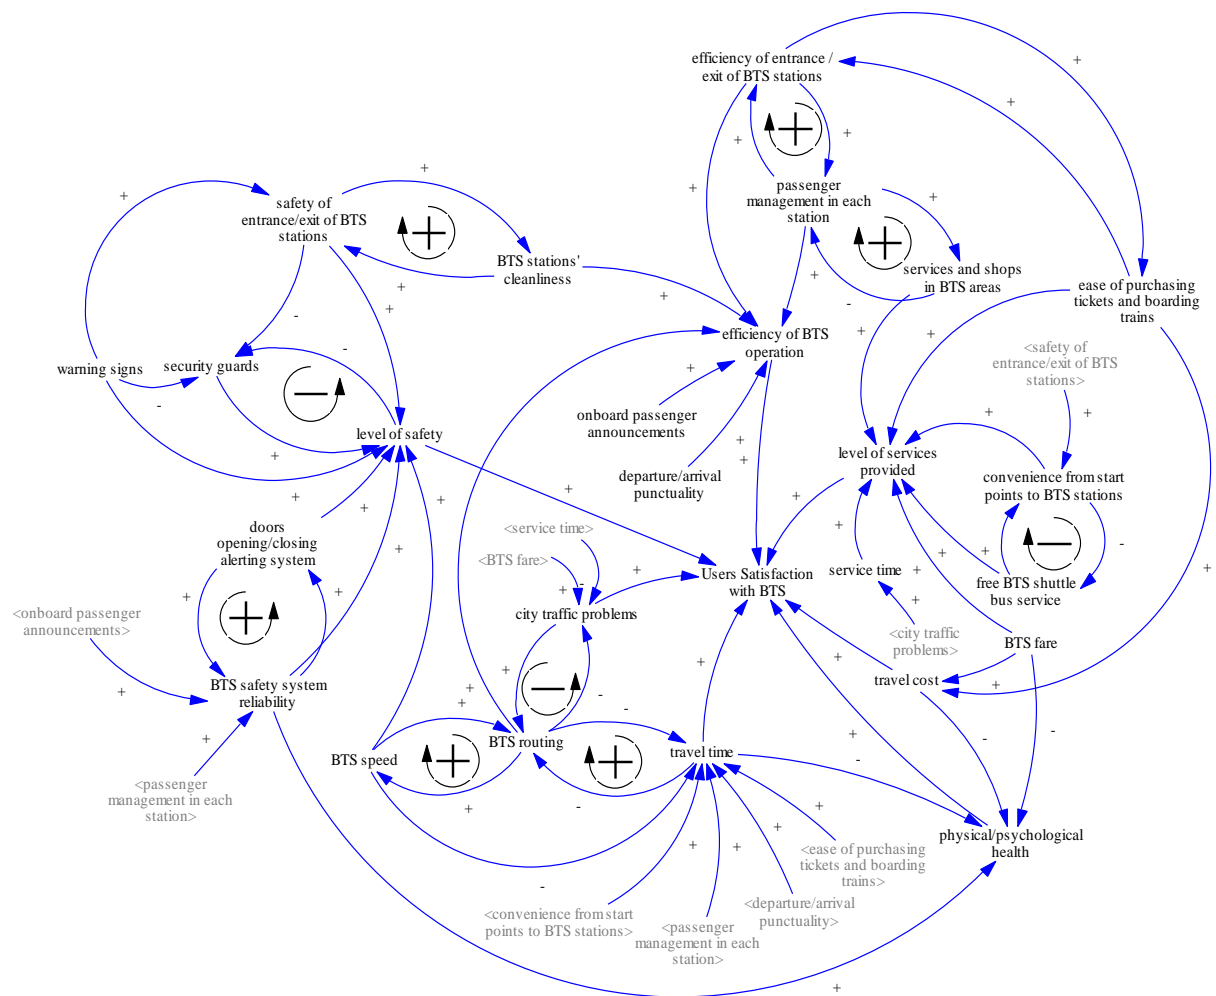 efficiency of entrance /
exit of BTS stations
passenger
management in each
station
safety of
entrance/exit of BTS
stations
BTS stations'
cleanliness
services and shops
in BTS areas
ease of purchasing
tickets and boarding
trains
efficiency of BTS
operation
<safety of
entrance/exit of BTS
stations>
warning signs
security guards
onboard passenger
announcements
level of safety
level of services
provided
departure/arrival
punctuality
convenience from start
points to BTS stations
doors
opening/closing
alerting system
<service time>
<BTS fare>
Users Satisfaction
with BTS
service time
free BTS shuttle
bus service
<onboard passenger
announcements>
city traffic problems
<city traffic
problems>
BTS fare
BTS safety system
reliability
travel cost
BTS routing
travel time
BTS speed
<passenger
management in each
station>
physical/psychological
health
<ease of purchasing
tickets and boarding
trains>
<convenience from start
points to BTS stations>
<departure/arrival
punctuality>
<passenger
management in each
station>